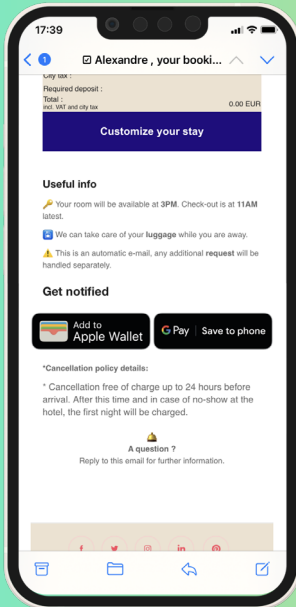 17:39
1
Alexandre , your booki...
City tax :
Required deposit :
Total :
incl. VAT and city tax
0.00 EUR
Customize your stay
Useful info
Your room will be available at 3PM. Check-out is at 11AM
latest.
We can take care of your luggage while you are away.
This is an automatic e-mail, any additional request will be
handled separately.
Get notified
Add to
Apple Wallet
G Pay
Save to phone
*Cancellation policy details:
* Cancellation free of charge up to 24 hours before
arrival. After this time and in case of no-show at the
hotel, the first night will be charged.
A question ?
Reply to this email for further information.